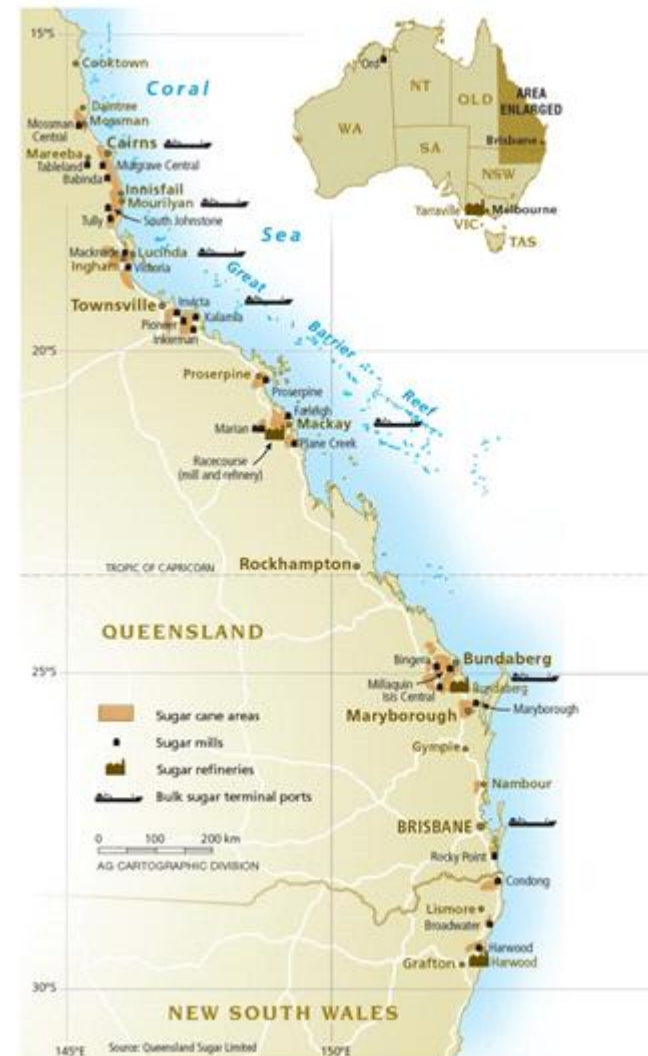 15°S
Cooktown
Coral
Daintree
Mossman
Mossman
Central
Cairns
Mareeba
Tableland
Mulgrave Central
Babinda
Innisfail
Mourilyan
South Johnstone
Tully
Sea
Macknade
Lucinda
Ingham
Victoria
Great
Townsville
Invicta
Kalamia
Pioneer
Inkerman
Barrier
20°S
Proserpine
Proserpine
Reef
Farleigh
Marian
Mackay
Plane Creek
Racecourse
(mill and refinery)
Rockhampton
TROPIC OF CAPRICORN
QUEENSLAND
25°S
Bingera
Bundaberg
Millaquin
Isis Central
Bundaberg
Maryborough
Maryborough
Gympie
Nambour
BRISBANE
Rocky Point
Condong
Lismore
Broadwater
Harwood
Harwood
Grafton
30°S
NEW SOUTH WALES
145°E
150°E
Source: Queensland Sugar Limited
Sugar cane areas
Sugar mills
Sugar refineries
Bulk sugar terminal ports
0 100 200 km
AG CARTOGRAPHIC DIVISION
Ord
NT
QLD
AREA
ENLARGED
WA
SA
Brisbane
NSW
Yarraville
Melbourne
VIC
TAS